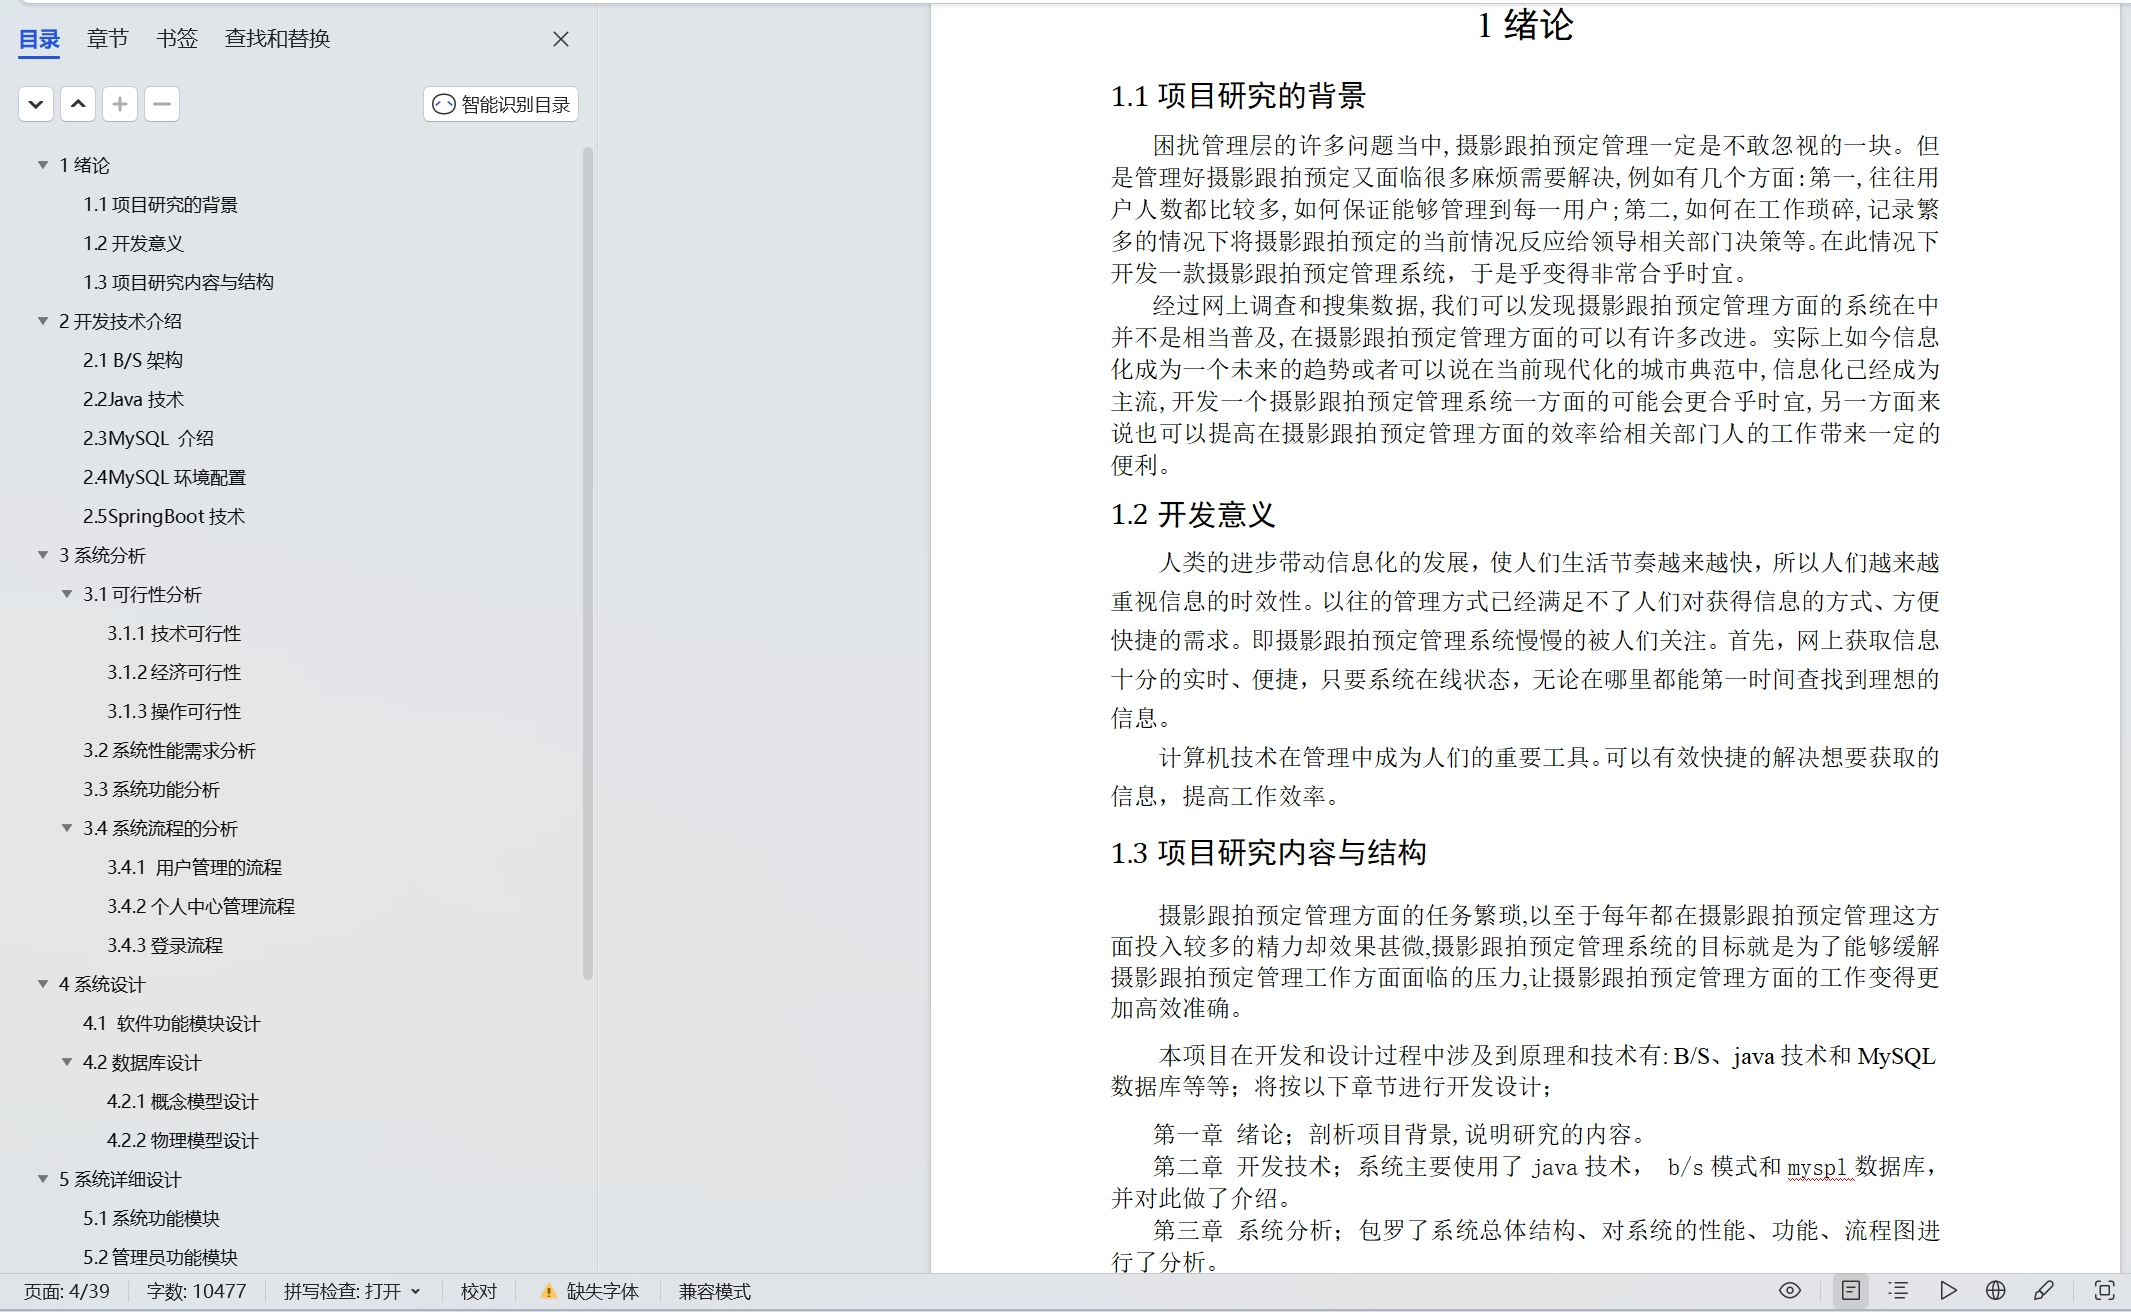 目录 章节 书签 查找和替换
智能识别目录
1 绪论
1.1 项目研究的背景
1.2 开发意义
1.3 项目研究内容与结构
2 开发技术介绍
2.1 B/S 架构
2.2Java 技术
2.3MySQL 介绍
2.4MySQL 环境配置
2.5SpringBoot 技术
3 系统分析
3.1 可行性分析
3.1.1 技术可行性
3.1.2 经济可行性
3.1.3 操作可行性
3.2 系统性能需求分析
3.3 系统功能分析
3.4 系统流程的分析
3.4.1 用户管理的流程
3.4.2 个人中心管理流程
3.4.3 登录流程
4 系统设计
4.1 软件功能模块设计
4.2 数据库设计
4.2.1 概念模型设计
4.2.2 物理模型设计
5 系统详细设计
5.1 系统功能模块
5.2 管理员功能模块
1 绪论
1.1 项目研究的背景
困扰管理层的许多问题当中,摄影跟拍预定管理一定是不敢忽视的一块。但
是管理好摄影跟拍预定又面临很多麻烦需要解决,例如有几个方面:第一,往往用
户人数都比较多,如何保证能够管理到每一用户;第二,如何在工作琐碎,记录繁
多的情况下将摄影跟拍预定的当前情况反应给领导相关部门决策等。在此情况下
开发一款摄影跟拍预定管理系统，于是乎变得非常合乎时宜。
经过网上调查和搜集数据,我们可以发现摄影跟拍预定管理方面的系统在中
并不是相当普及,在摄影跟拍预定管理方面的可以有许多改进。实际上如今信息
化成为一个未来的趋势或者可以说在当前现代化的城市典范中,信息化已经成为
主流,开发一个摄影跟拍预定管理系统一方面的可能会更合乎时宜,另一方面来
说也可以提高在摄影跟拍预定管理方面的效率给相关部门人的工作带来一定的
便利。
1.2 开发意义
人类的进步带动信息化的发展，使人们生活节奏越来越快，所以人们越来越
重视信息的时效性。以往的管理方式已经满足不了人们对获得信息的方式、方便
快捷的需求。即摄影跟拍预定管理系统慢慢的被人们关注。首先，网上获取信息
十分的实时、便捷，只要系统在线状态，无论在哪里都能第一时间查找到理想的
信息。
计算机技术在管理中成为人们的重要工具。可以有效快捷的解决想要获取的
信息，提高工作效率。
1.3 项目研究内容与结构
摄影跟拍预定管理方面的任务繁琐,以至于每年都在摄影跟拍预定管理这方
面投入较多的精力却效果甚微,摄影跟拍预定管理系统的目标就是为了能够缓解
摄影跟拍预定管理工作方面面临的压力,让摄影跟拍预定管理方面的工作变得更
加高效准确。
本项目在开发和设计过程中涉及到原理和技术有: B/S、java 技术和 MySQL
数据库等等；将按以下章节进行开发设计；
第一章 绪论；剖析项目背景,说明研究的内容。
第二章 开发技术；系统主要使用了 java 技术， b/s 模式和 myspl 数据库，
并对此做了介绍。
第三章 系统分析；包罗了系统总体结构、对系统的性能、功能、流程图进
行了分析。
页面: 4/39 字数: 10477 拼写检查: 打开 校对 缺失字体 兼容模式